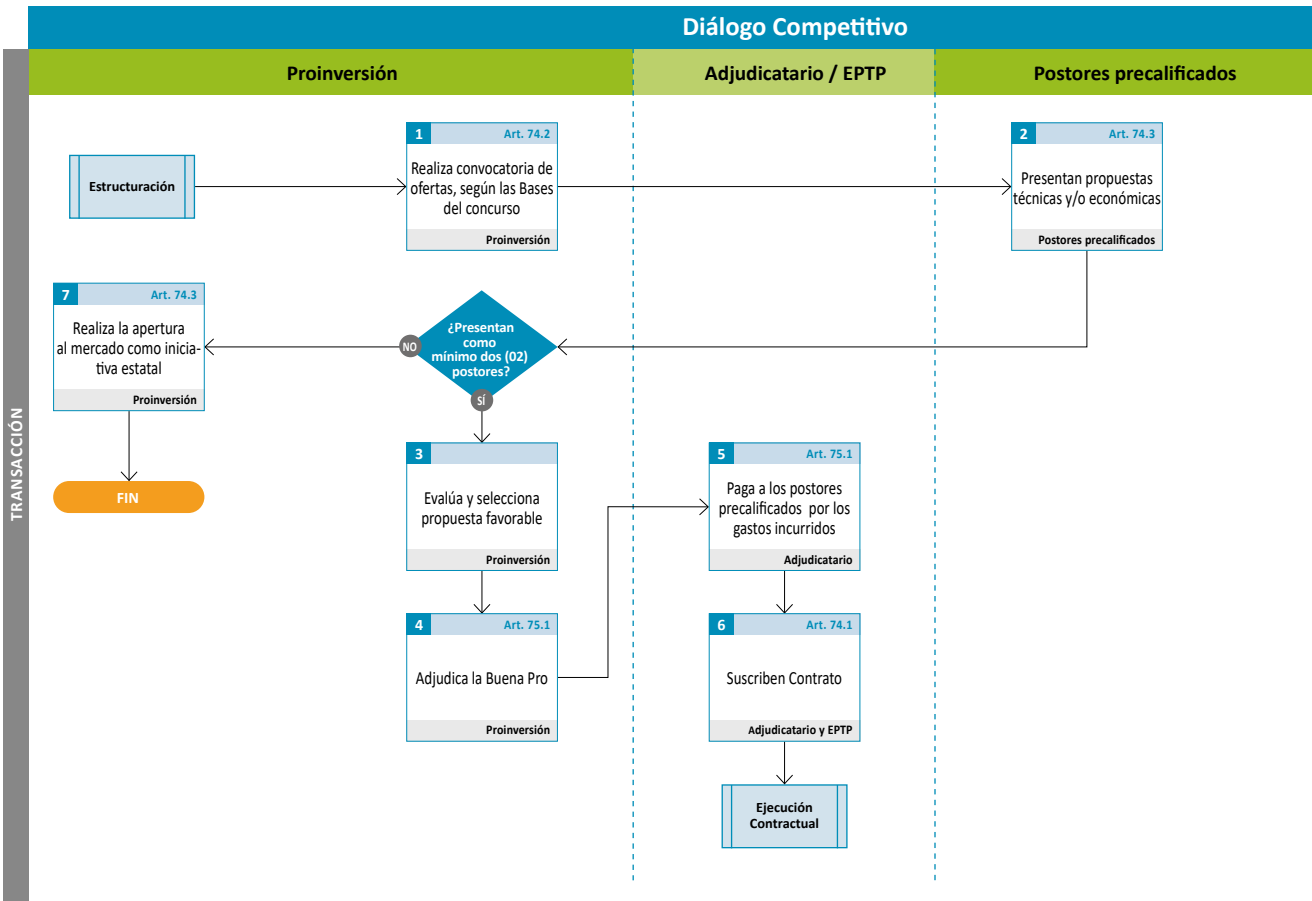 Diálogo Competitivo
Proinversión
Adjudicatario / EPTP
Postores precalificados
TRANSACCIÓN
Estructuración
1
Art. 74.2
Realiza convocatoria de
ofertas, según las Bases
del concurso
Proinversión
2
Art. 74.3
Presentan propuestas
técnicas y/o económicas
Postores precalificados
7
Art. 74.3
Realiza la apertura
al mercado como inicia-
tiva estatal
Proinversión
FIN
NO
¿Presentan
como
mínimo dos (02)
postores?
SÍ
3
Evalúa y selecciona
propuesta favorable
Proinversión
4
Art. 75.1
Adjudica la Buena Pro
Proinversión
5
Art. 75.1
Paga a los postores
precalificados por los
gastos incurridos
Adjudicatario
6
Art. 74.1
Suscriben Contrato
Adjudicatario y EPTP
Ejecución
Contractual